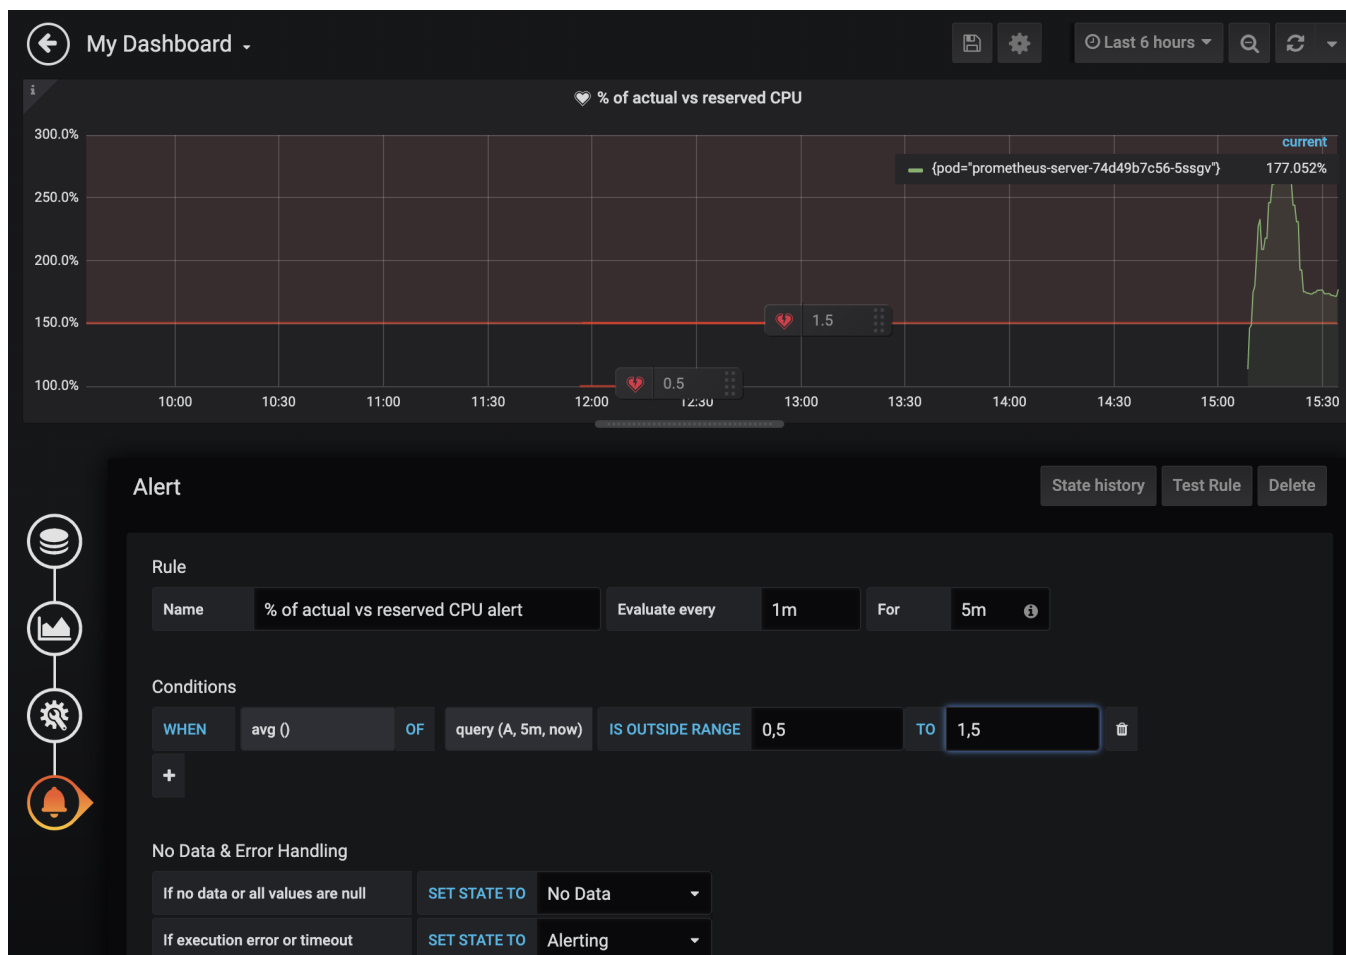 My Dashboard
Last 6 hours
i
% of actual vs reserved CPU
300.0%
current
{pod="prometheus-server-74d49b7c56-5ssgv"} 177.052%
250.0%
200.0%
150.0%
1.5
100.0%
0.5
10:00 10:30 11:00 11:30 12:00 12:30 13:00 13:30 14:00 14:30 15:00 15:30
Alert
State history Test Rule Delete
Rule
Name % of actual vs reserved CPU alert Evaluate every 1m For 5m
Conditions
WHEN avg () OF query (A, 5m, now) IS OUTSIDE RANGE 0,5 TO 1,5
+
No Data & Error Handling
If no data or all values are null SET STATE TO No Data
If execution error or timeout SET STATE TO Alerting